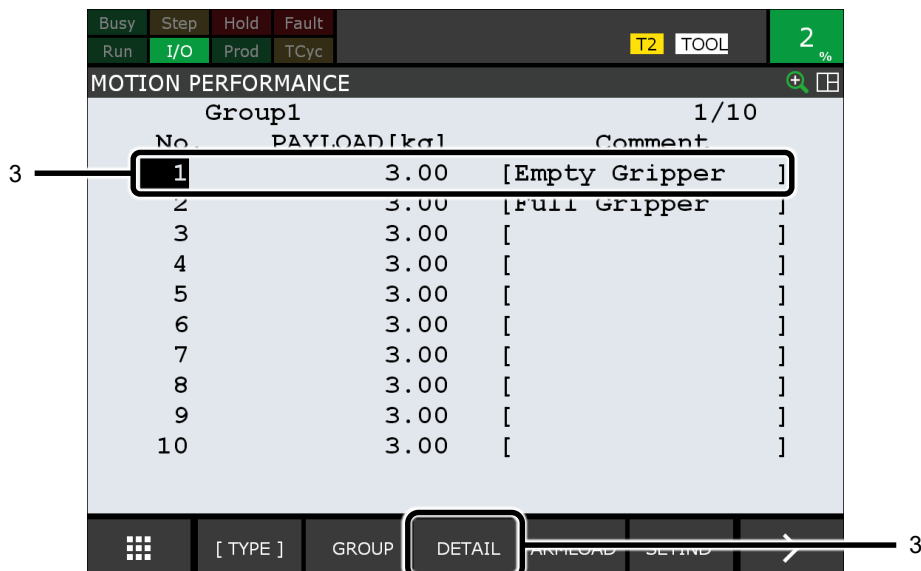 Busy Step Hold Fault
Run I/O Prod TCyc T2 TOOL 2 %
MOTION PERFORMANCE
Group1 1/10
No. PAYLOAD[kg] Comment
3 1 3.00 [Empty Gripper ]
2 3.00 [Full Gripper ]
3 3.00 [ ]
4 3.00 [ ]
5 3.00 [ ]
6 3.00 [ ]
7 3.00 [ ]
8 3.00 [ ]
9 3.00 [ ]
10 3.00 [ ]
[ TYPE ] GROUP DETAIL ARMLOAD SETIND > 3